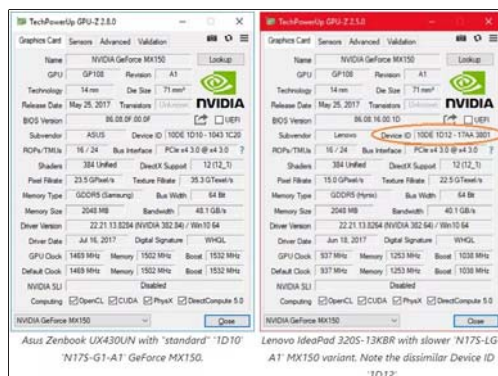 TechPowerUp GPU-Z 2.8.0
Graphics Card Sensors Advanced Validation
Name NVIDIA GeForce MX150 Lookup
GPU GP108 Revision A1
Technology 14 nm Die Size 71 mm²
Release Date May 25, 2017 Transistors Unknown
NVIDIA
BIOS Version 86.08.0F.00.0F UEFI
Subvendor ASUS Device ID 10DE 1D10 - 1043 1C20
ROPs/TMUs 16 / 24 Bus Interface PCIe x4 3.0 @ x4 3.0 ?
Shaders 384 Unified DirectX Support 12 (12_1)
Pixel Fillrate 23.5 GPixel/s Texture Fillrate 35.3 GTexel/s
Memory Type GDDR5 (Samsung) Bus Width 64 Bit
Memory Size 2048 MB Bandwidth 48.1 GB/s
Driver Version 22.21.13.8264 (NVIDIA 382.64) / Win10 64
Driver Date Jul 16, 2017 Digital Signature WHQL
GPU Clock 1469 MHz Memory 1502 MHz Boost 1532 MHz
Default Clock 1469 MHz Memory 1502 MHz Boost 1532 MHz
NVIDIA SLI Disabled
Computing OpenCL CUDA PhysX DirectCompute 5.0
NVIDIA GeForce MX150 Close
Asus Zenbook UX430UN with "standard" '1D10'
'N17S-G1-A1' GeForce MX150.
TechPowerUp GPU-Z 2.5.0
Graphics Card Sensors Advanced Validation
Name NVIDIA GeForce MX150 Lookup
GPU GP108 Revision A1
Technology 14 nm Die Size 71 mm²
Release Date May 25, 2017 Transistors Unknown
NVIDIA
BIOS Version 86.08.16.00.1D UEFI
Subvendor Lenovo Device ID 10DE 1D12 - 17AA 3801
ROPs/TMUs 16 / 24 Bus Interface PCIe x4 3.0 @ x4 3.0 ?
Shaders 384 Unified DirectX Support 12 (12_1)
Pixel Fillrate 15.0 GPixel/s Texture Fillrate 22.5 GTexel/s
Memory Type GDDR5 (Hynix) Bus Width 64 Bit
Memory Size 2048 MB Bandwidth 40.1 GB/s
Driver Version 22.21.13.8264 (NVIDIA 382.64) / Win10 64
Driver Date Jun 18, 2017 Digital Signature WHQL
GPU Clock 937 MHz Memory 1253 MHz Boost 1038 MHz
Default Clock 937 MHz Memory 1253 MHz Boost 1038 MHz
NVIDIA SLI Disabled
Computing OpenCL CUDA PhysX DirectCompute 5.0
NVIDIA GeForce MX150 Close
Lenovo IdeaPad 320S-13KBR with slower 'N17S-LG-
A1' MX150 variant. Note the dissimilar Device ID
'1D12'